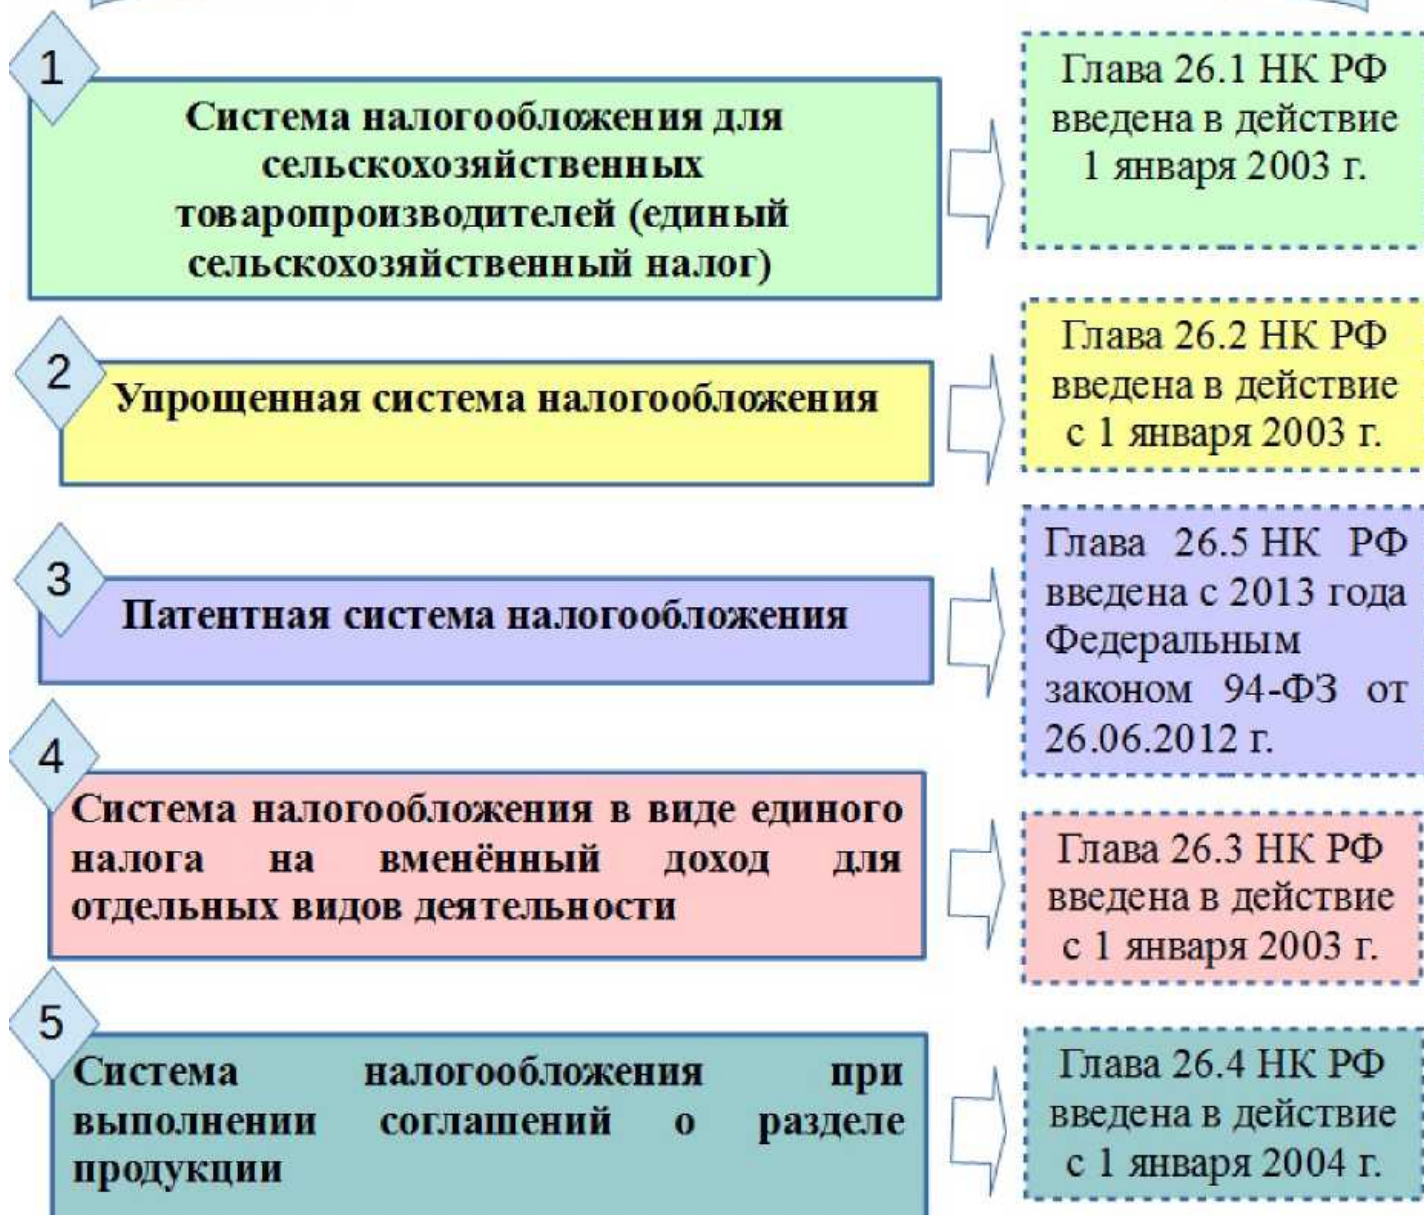 1
Система налогообложения для
сельскохозяйственных
товаропроизводителей (единый
сельскохозяйственный налог)
Глава 26.1 НК РФ
введена в действие
1 января 2003 г.
2
Упрощенная система налогообложения
Глава 26.2 НК РФ
введена в действие
с 1 января 2003 г.
3
Патентная система налогообложения
Глава 26.5 НК РФ
введена с 2013 года
Федеральным
законом 94-ФЗ от
26.06.2012 г.
4
Система налогообложения в виде единого
налога на вменённый доход для
отдельных видов деятельности
Глава 26.3 НК РФ
введена в действие
с 1 января 2003 г.
5
Система налогообложения при
выполнении соглашений о разделе
продукции
Глава 26.4 НК РФ
введена в действие
с 1 января 2004 г.